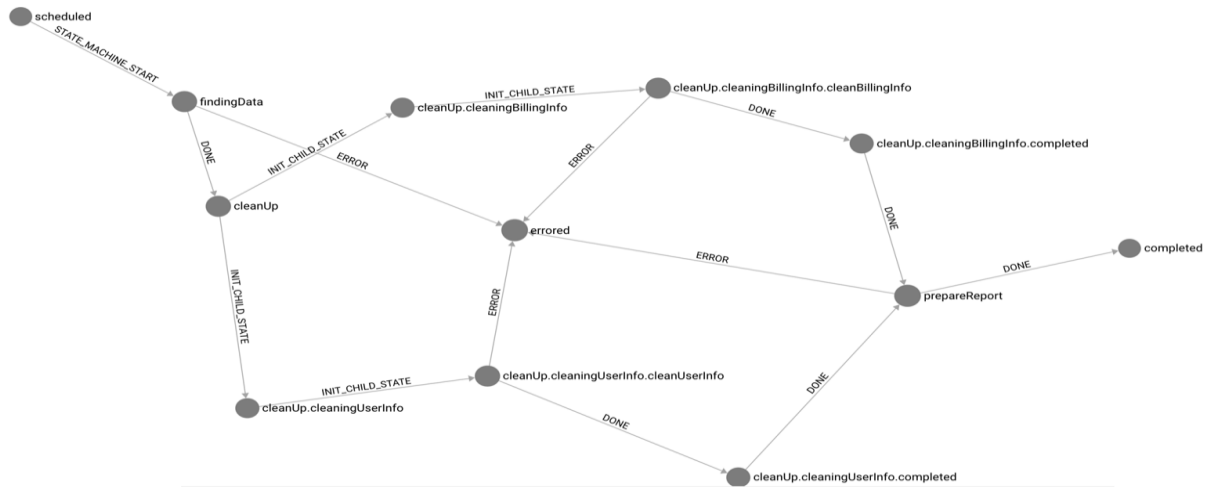 scheduled
STATE_MACHINE_START
findingData
cleanUp.cleaningBillingInfo
INIT_CHILD_STATE
cleanUp.cleaningBillingInfo.cleanBillingInfo
DONE
cleanUp.cleaningBillingInfo.completed
DONE
INIT_CHILD_STATE
ERROR
ERROR
cleanUp
errored
DONE
completed
ERROR
DONE
prepareReport
INIT_CHILD_STATE
ERROR
INIT_CHILD_STATE
cleanUp.cleaningUserInfo.cleanUserInfo
cleanUp.cleaningUserInfo
DONE
DONE
cleanUp.cleaningUserInfo.completed